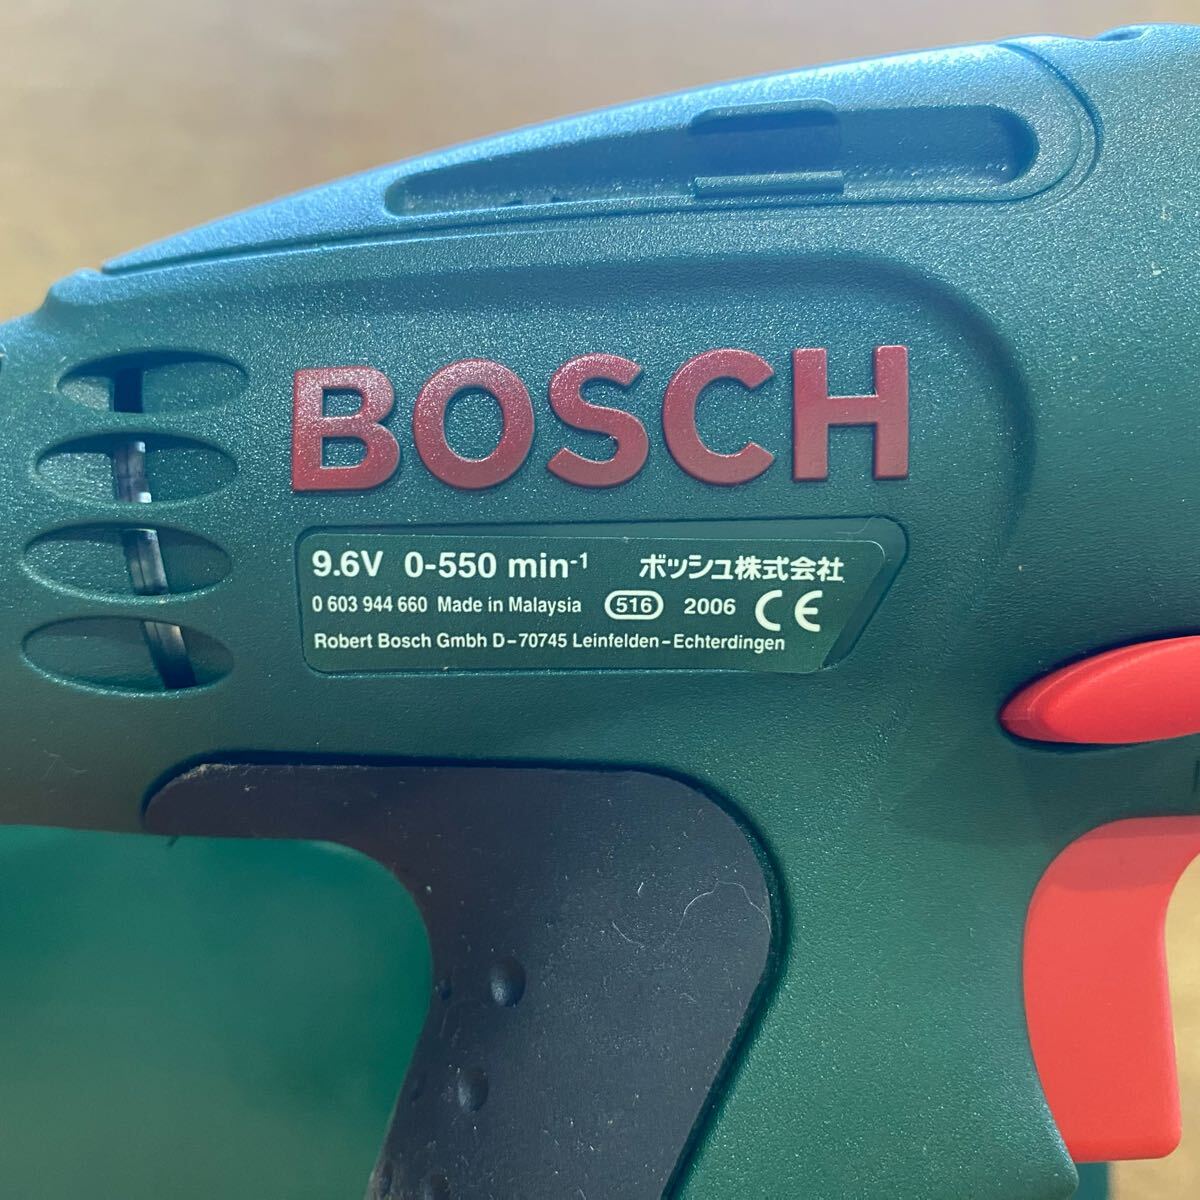 BOSCH
9.6V 0-550 min-1 ボッシュ株式会社
0 603 944 660 Made in Malaysia 516 2006 CE
Robert Bosch Gmbh D-70745 Leinfelden-Echterdingen